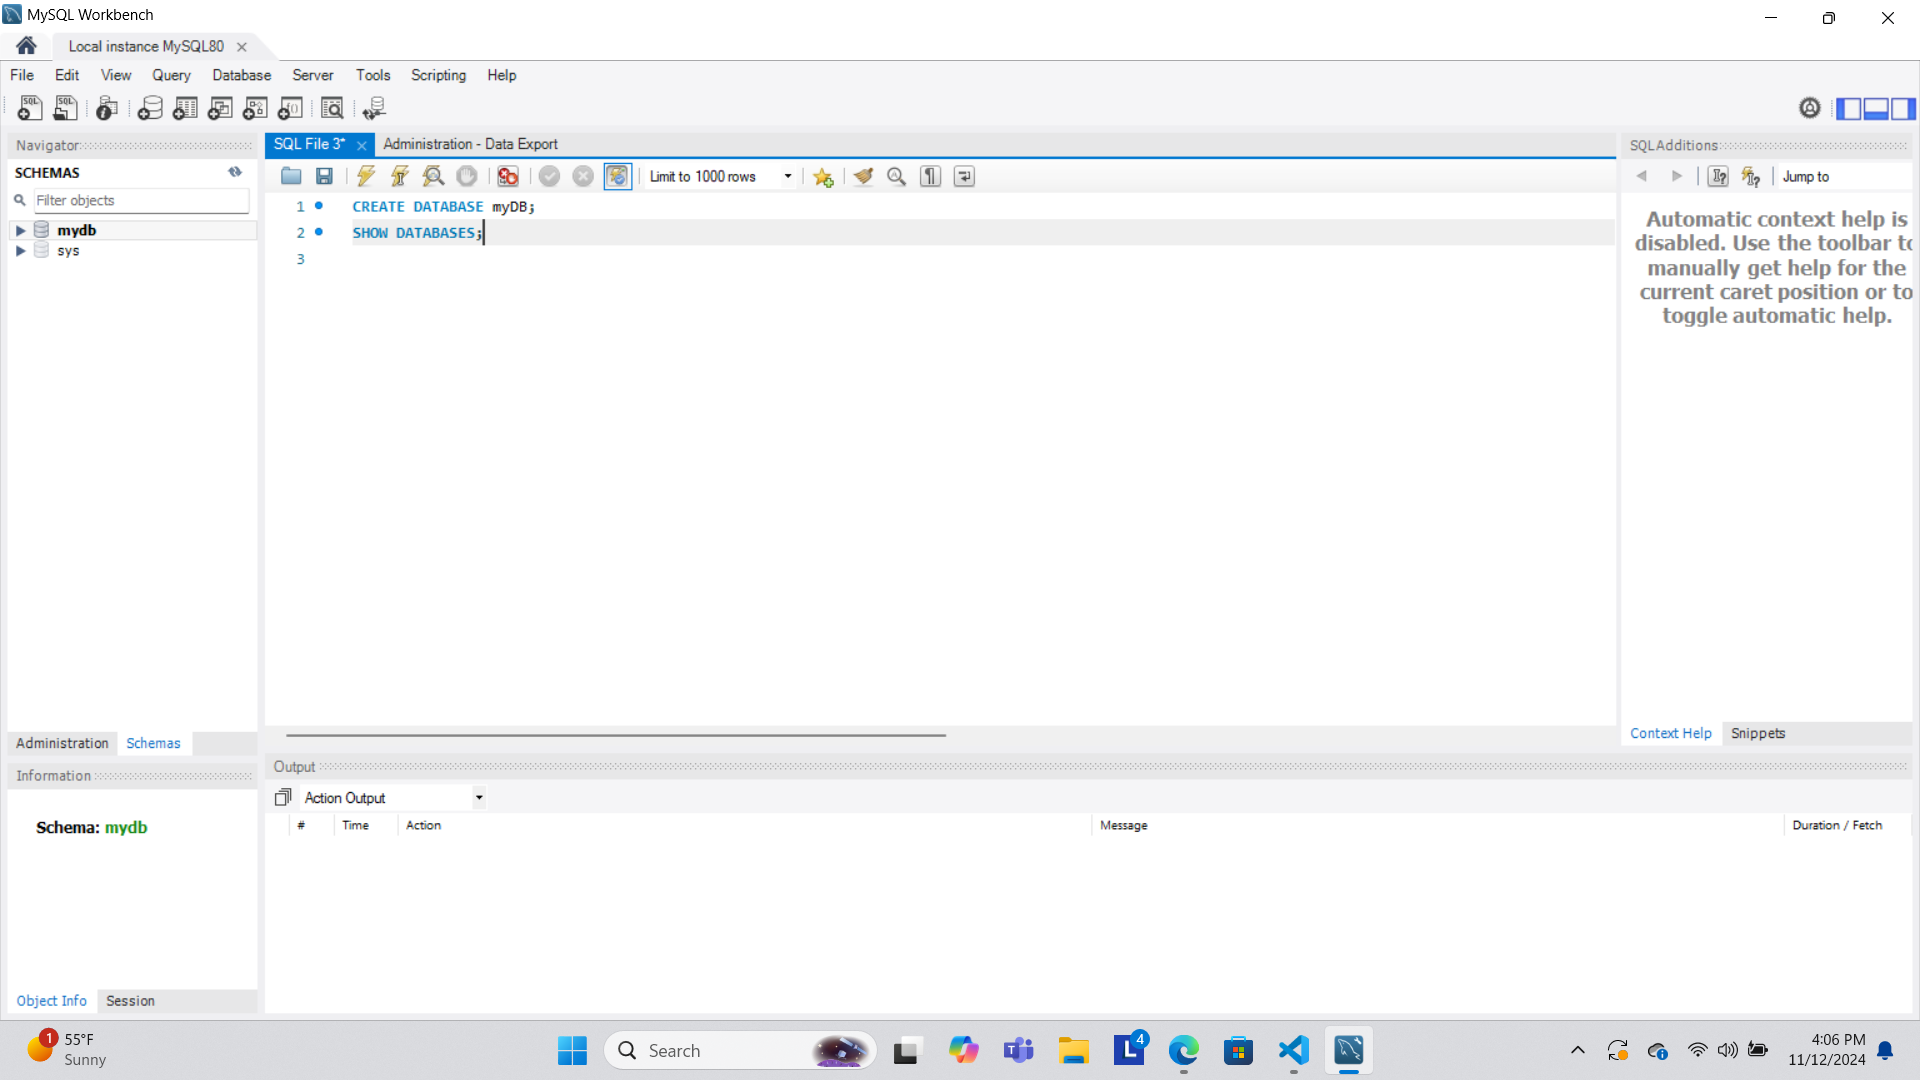 MySQL Workbench
Local instance MySQL80
File Edit View Query Database Server Tools Scripting Help
Navigator
SCHEMAS
Filter objects
mydb
sys
Administration Schemas
Information
Schema: mydb
Object Info Session
SQL File 3* Administration - Data Export
Limit to 1000 rows
1 CREATE DATABASE myDB;
2 SHOW DATABASES;
3
SQLAdditions
Jump to
Automatic context help is
disabled. Use the toolbar to
manually get help for the
current caret position or to
toggle automatic help.
Context Help Snippets
Output
Action Output
# Time Action Message Duration / Fetch
1
55°F
Sunny
Search
4
4:06 PM
11/12/2024